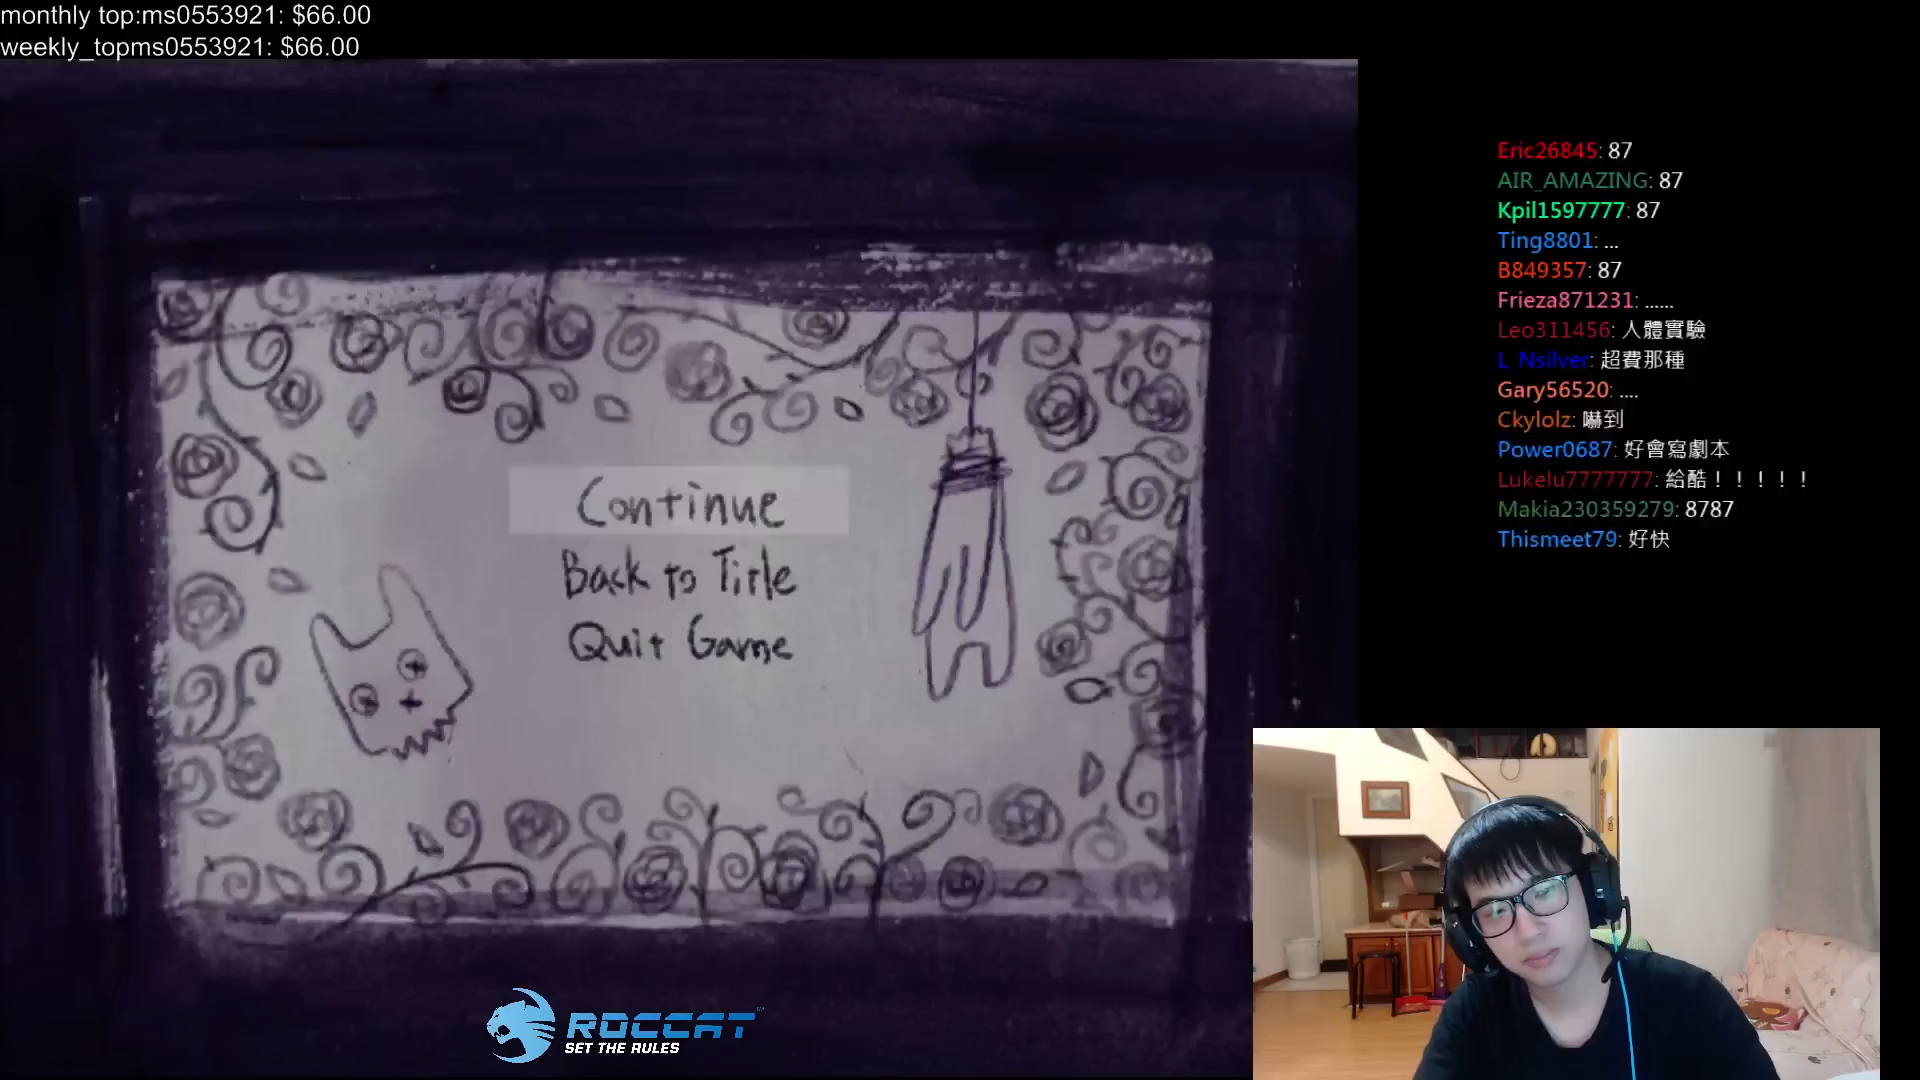 monthly top:ms0553921: $66.00
weekly_topms0553921: $66.00
Eric26845: 87
AIR_AMAZING: 87
Kpil1597777: 87
Ting8801: ...
B849357: 87
Frieza871231: ......
Leo311456: 人體實驗
L_Nsilver: 超費那種
Gary56520: ....
Ckylolz: 嚇到
Power0687: 好會寫劇本
Lukelu7777777: 給酷！！！！！
Makia230359279: 8787
Thismeet79: 好快
Continue
Back to Title
Quit Game
ROCCAT™
SET THE RULES